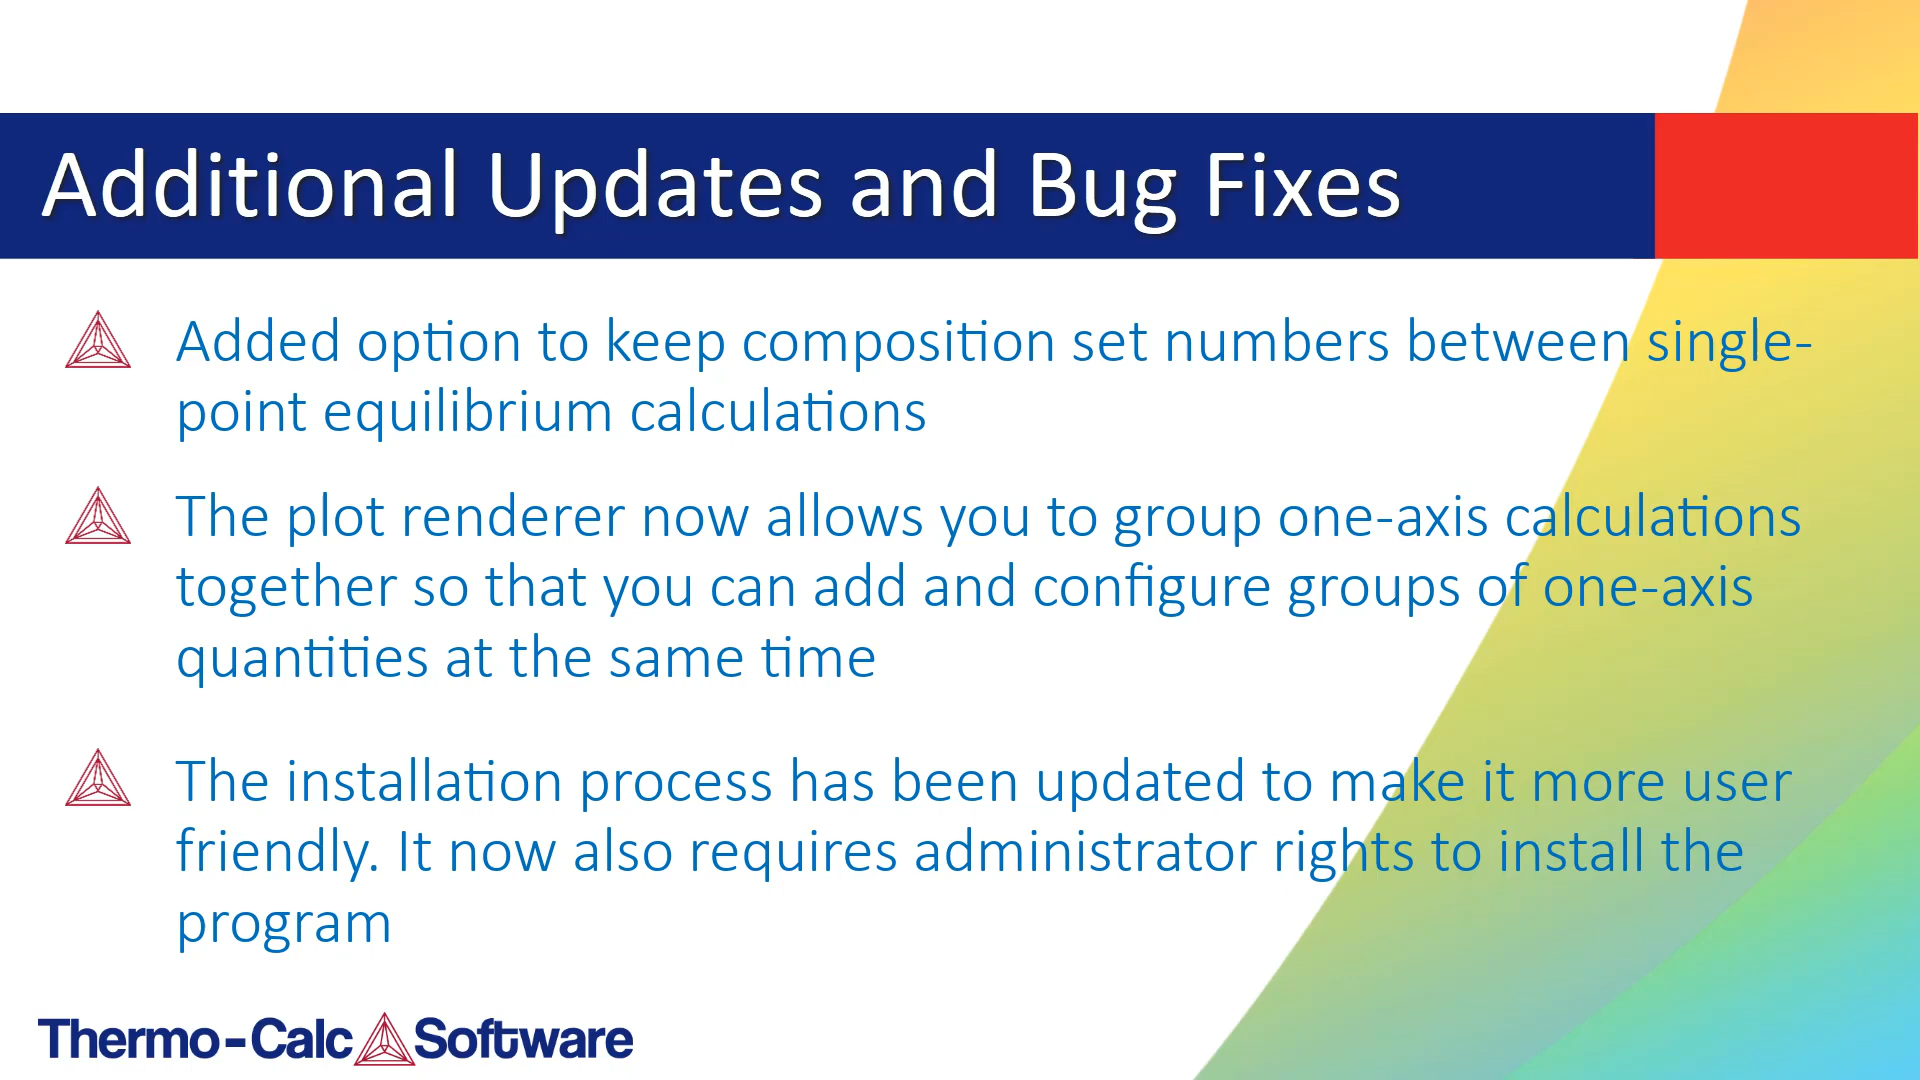 Additional Updates and Bug Fixes
Added option to keep composition set numbers between single-
point equilibrium calculations
The plot renderer now allows you to group one-axis calculations
together so that you can add and configure groups of one-axis
quantities at the same time
The installation process has been updated to make it more user
friendly. It now also requires administrator rights to install the
program
Thermo-Calc Software